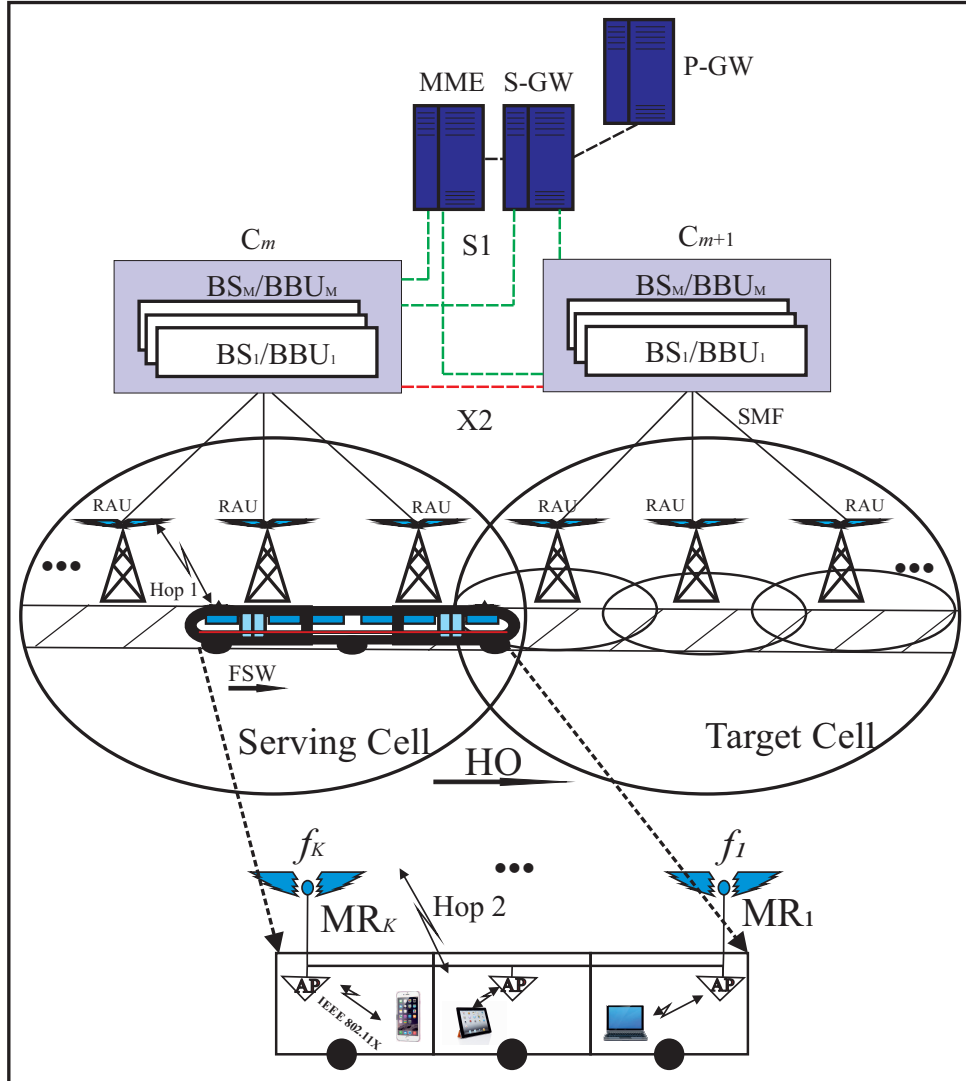 P-GW
MME
S-GW
S1
Cm
Cm+1
BSM/BBUM
BS1/BBU1
BSM/BBUM
BS1/BBU1
X2
SMF
RAU
RAU
RAU
RAU
RAU
RAU
•••
•••
Hop 1
FSW
Serving Cell
Target Cell
HO
•••
fK
f1
MRK
Hop 2
MR1
AP
AP
AP
IEEE 802.11X